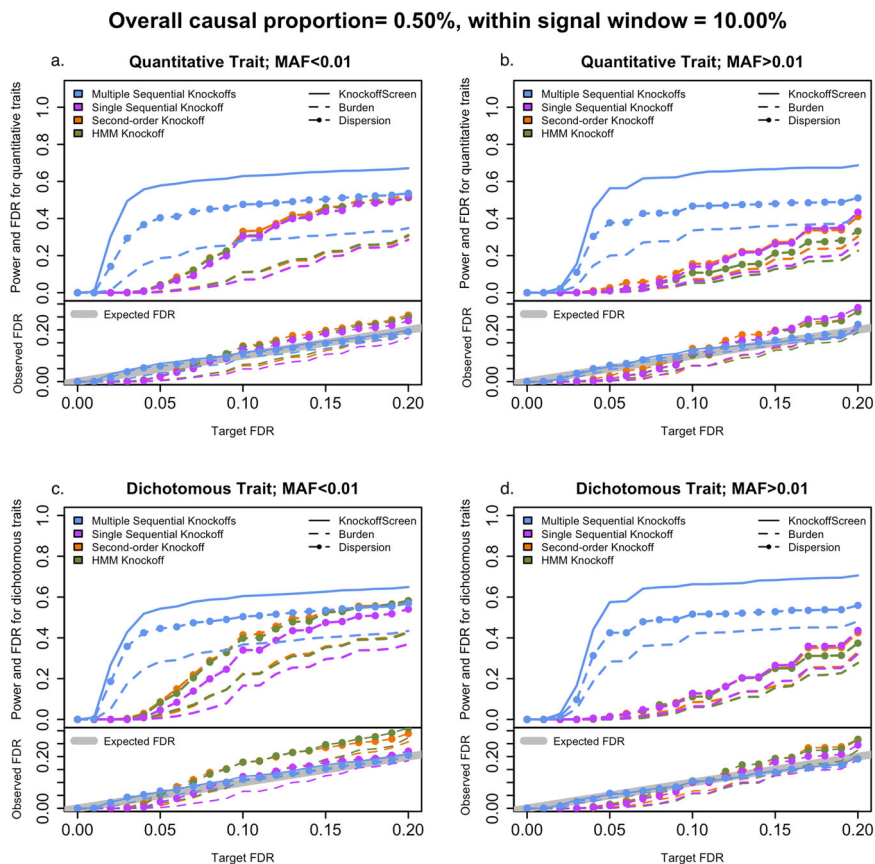 Overall causal proportion= 0.50%, within signal window = 10.00%
a.
Quantitative Trait; MAF<0.01
Multiple Sequential Knockoffs
Single Sequential Knockoff
Second-order Knockoff
HMM Knockoff
KnockoffScreen
Burden
Dispersion
Power and FDR for quantitative traits
1.0
0.8
0.6
0.4
0.2
0.0
Expected FDR
Observed FDR
0.20
0.00
0.00
0.05
0.10
0.15
0.20
Target FDR
b.
Quantitative Trait; MAF>0.01
Multiple Sequential Knockoffs
Single Sequential Knockoff
Second-order Knockoff
HMM Knockoff
KnockoffScreen
Burden
Dispersion
Power and FDR for quantitative traits
1.0
0.8
0.6
0.4
0.2
0.0
Expected FDR
Observed FDR
0.20
0.00
0.00
0.05
0.10
0.15
0.20
Target FDR
c.
Dichotomous Trait; MAF<0.01
Multiple Sequential Knockoffs
Single Sequential Knockoff
Second-order Knockoff
HMM Knockoff
KnockoffScreen
Burden
Dispersion
Power and FDR for dichotomous traits
1.0
0.8
0.6
0.4
0.2
0.0
Expected FDR
Observed FDR
0.20
0.00
0.00
0.05
0.10
0.15
0.20
Target FDR
d.
Dichotomous Trait; MAF>0.01
Multiple Sequential Knockoffs
Single Sequential Knockoff
Second-order Knockoff
HMM Knockoff
KnockoffScreen
Burden
Dispersion
Power and FDR for dichotomous traits
1.0
0.8
0.6
0.4
0.2
0.0
Expected FDR
Observed FDR
0.20
0.00
0.00
0.05
0.10
0.15
0.20
Target FDR